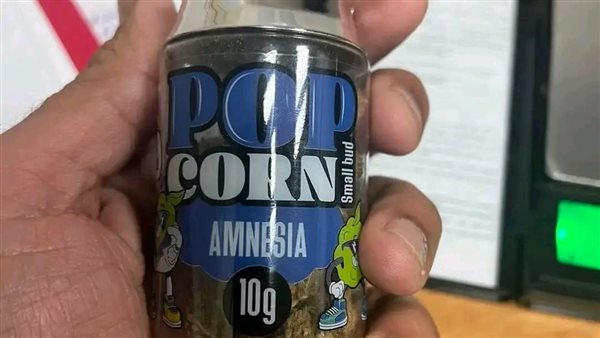 POP
CORN
Small bud
AMNESIA
10g